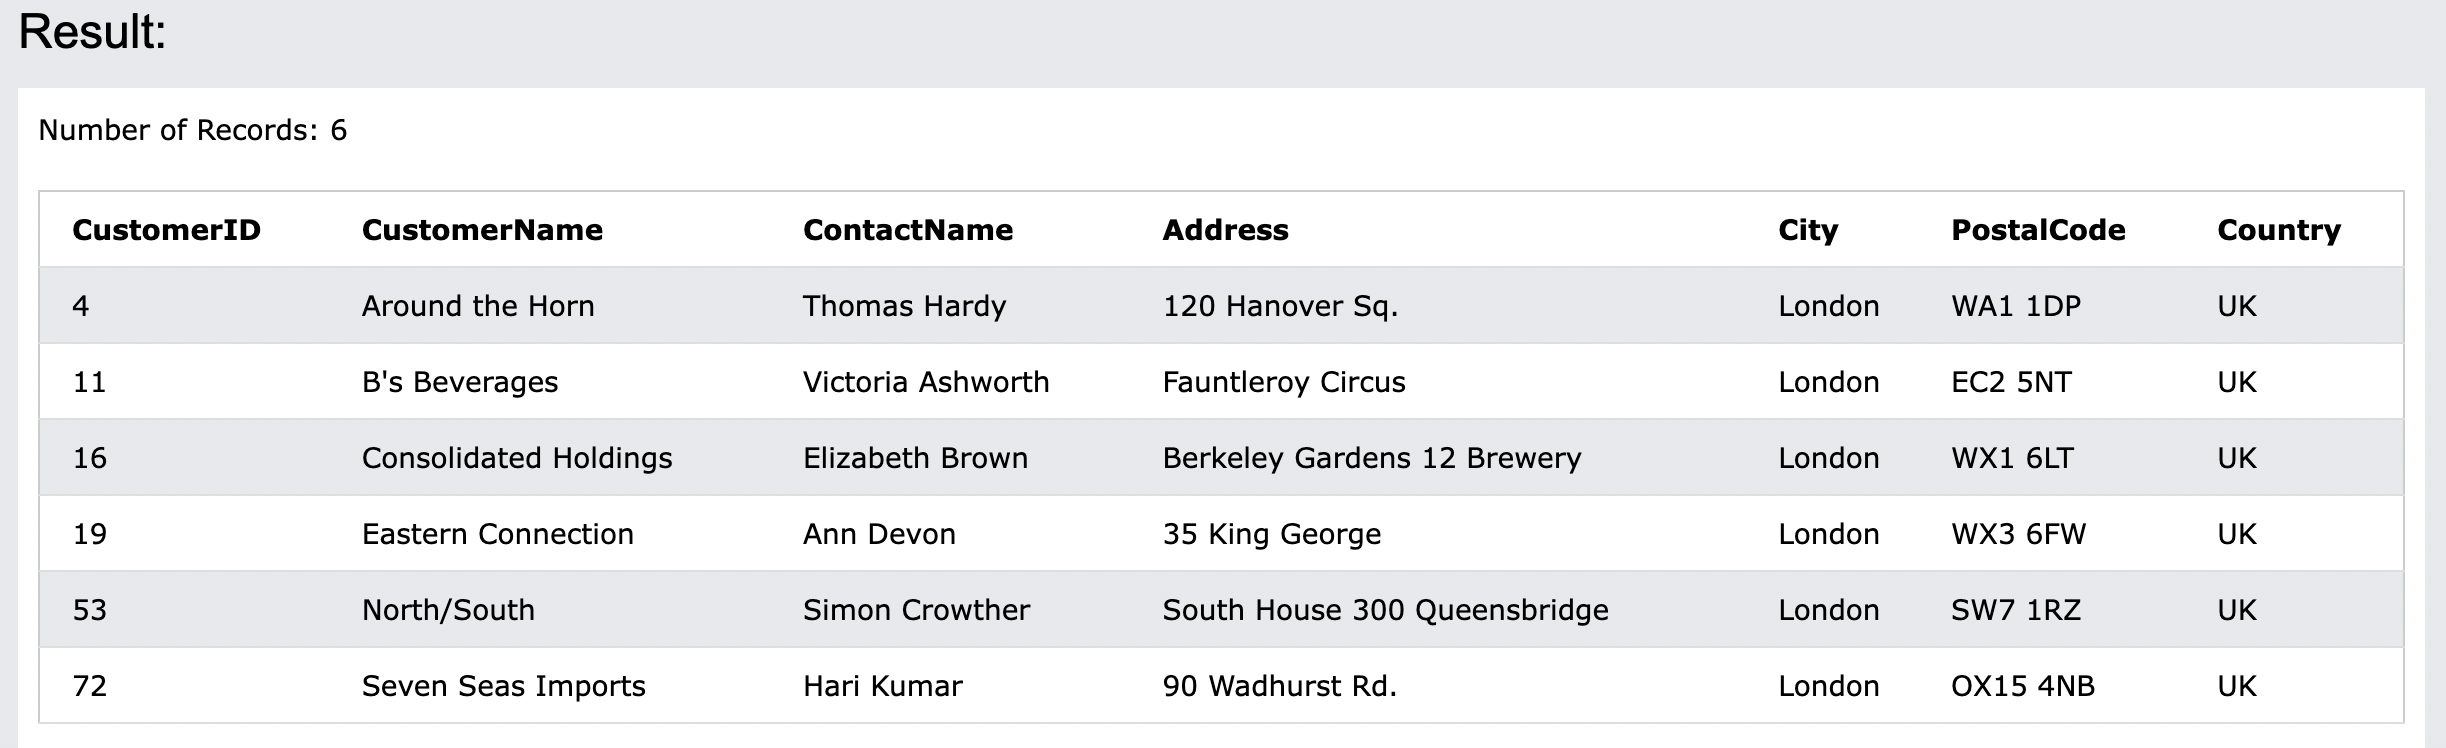 Result:
Number of Records: 6
CustomerID CustomerName ContactName Address City PostalCode Country
4 Around the Horn Thomas Hardy 120 Hanover Sq. London WA1 1DP UK
11 B's Beverages Victoria Ashworth Fauntleroy Circus London EC2 5NT UK
16 Consolidated Holdings Elizabeth Brown Berkeley Gardens 12 Brewery London WX1 6LT UK
19 Eastern Connection Ann Devon 35 King George London WX3 6FW UK
53 North/South Simon Crowther South House 300 Queensbridge London SW7 1RZ UK
72 Seven Seas Imports Hari Kumar 90 Wadhurst Rd. London OX15 4NB UK